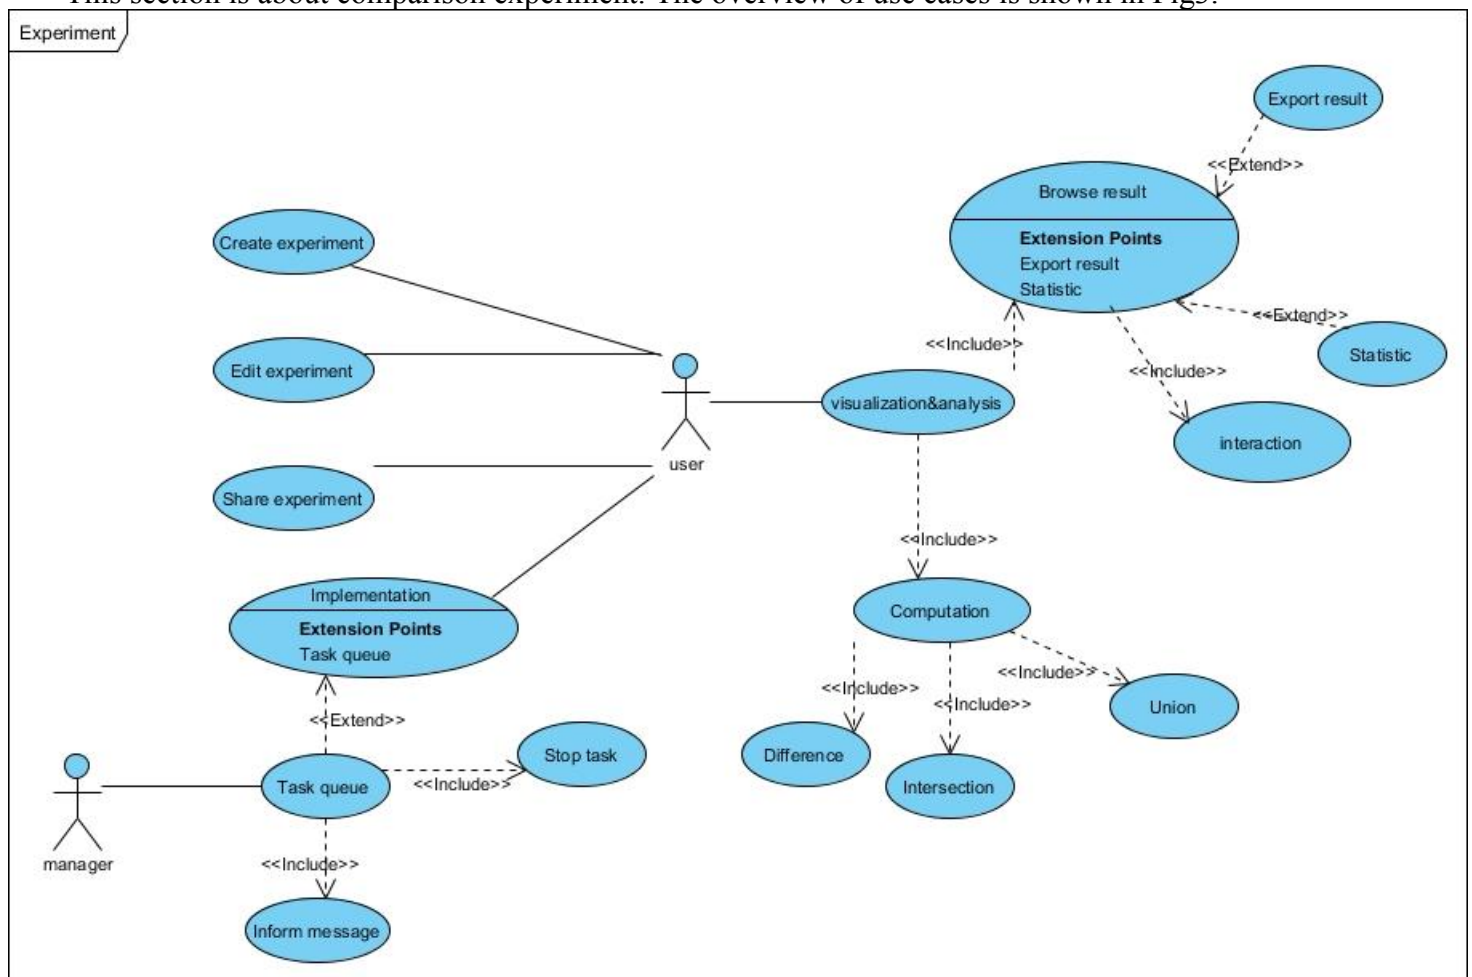 This section is about comparison experiment. The overview of use cases is shown in Fig3.
Experiment
Export result
<<Extend>>
Browse result
Extension Points
Export result
Statistic
Create experiment
<<Extend>>
<<Include>>
Statistic
Edit experiment
<<Include>>
visualization&analysis
interaction
user
Share experiment
<<Include>>
Implementation
Extension Points
Task queue
Computation
<<Include>>
<<Include>>
<<Include>>
Union
<<Extend>>
Stop task
Difference
Task queue
<<Include>>
Intersection
manager
<<Include>>
Inform message